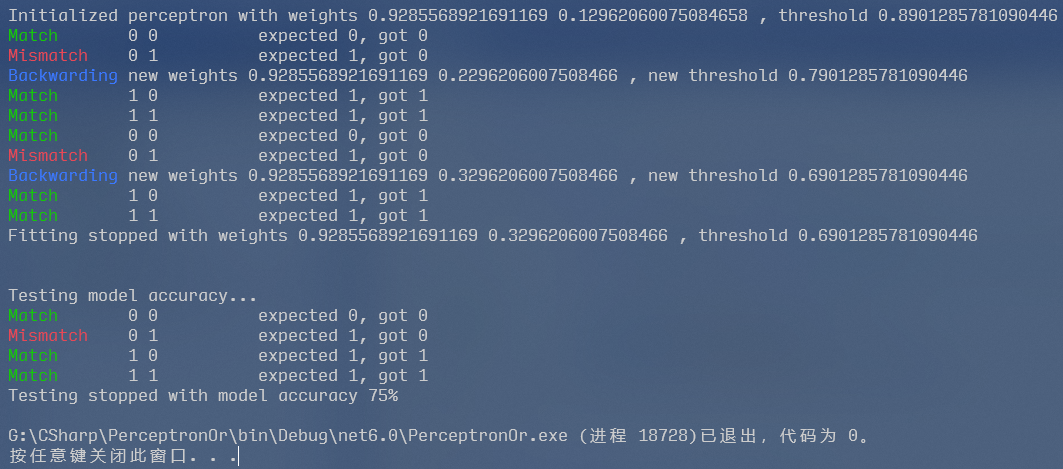 Initialized perceptron with weights 0.9285568921691169 0.12962060075084658 , threshold 0.8901285781090446
Match 0 0 expected 0, got 0
Mismatch 0 1 expected 1, got 0
Backwarding new weights 0.9285568921691169 0.2296206007508466 , new threshold 0.7901285781090446
Match 1 0 expected 1, got 1
Match 1 1 expected 1, got 1
Match 0 0 expected 0, got 0
Mismatch 0 1 expected 1, got 0
Backwarding new weights 0.9285568921691169 0.3296206007508466 , new threshold 0.6901285781090446
Match 1 0 expected 1, got 1
Match 1 1 expected 1, got 1
Fitting stopped with weights 0.9285568921691169 0.3296206007508466 , threshold 0.6901285781090446
Testing model accuracy...
Match 0 0 expected 0, got 0
Mismatch 0 1 expected 1, got 0
Match 1 0 expected 1, got 1
Match 1 1 expected 1, got 1
Testing stopped with model accuracy 75%
G:\CSharp\PerceptronOr\bin\Debug\net6.0\PerceptronOr.exe (进程 18728)已退出，代码为 0。
按任意键关闭此窗口. . .